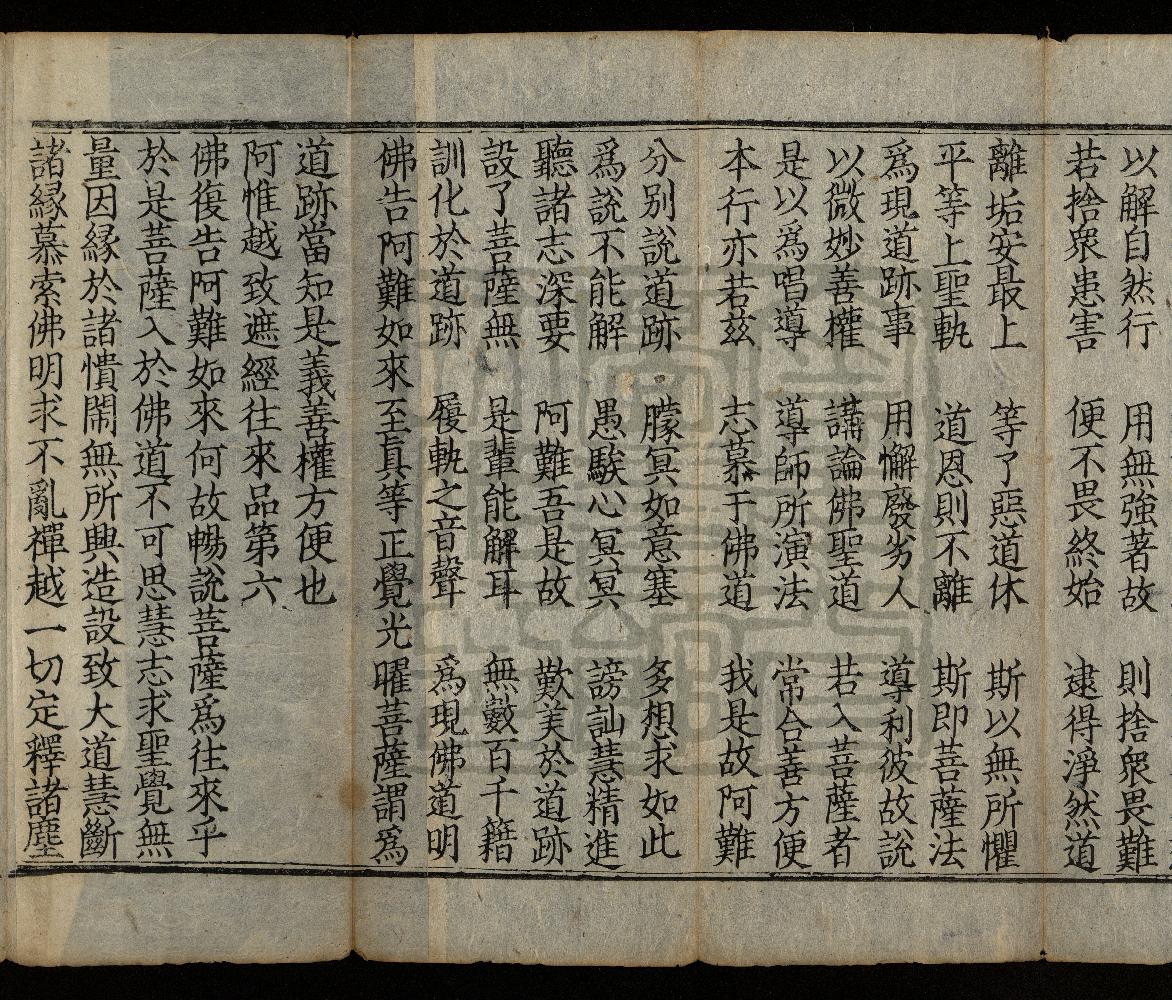 以解自然行　用無強著故　則捨衆畏難
若捨衆患害　便不畏終始　逮得淨然道
離垢安最上　等了惡道休　斯以無所懼
平等上聖軌　道恩則不離　斯即菩薩法
爲現道跡事　用懈廢劣人　導利彼故説
以微妙善權　講論佛聖道　若入菩薩者
是以爲唱導　導師所演法　常合善方便
本行亦若兹　志慕于佛道　我是故阿難
分别説道跡　朦冥如意塞　多想求如此
爲説不能解　愚騃心冥冥　謗訕慧精進
聽諸志深要　阿難吾是故　歎美於道跡
設了菩薩無　是輩能解耳　無數百千籍
訓化於道跡　履軌之音聲　爲現佛道明
佛告阿難如來至真等正覺光曜菩薩謂爲
道跡當知是義善權方便也
阿惟越致遮經往來品第六
佛復告阿難如來何故暢説菩薩爲往來乎
於是菩薩入於佛道不可思慧志求聖覺無
量因緣於諸憒閙無所興造設致大道慧斷
諸緣慕索佛明求不亂禪越一切定釋諸塵